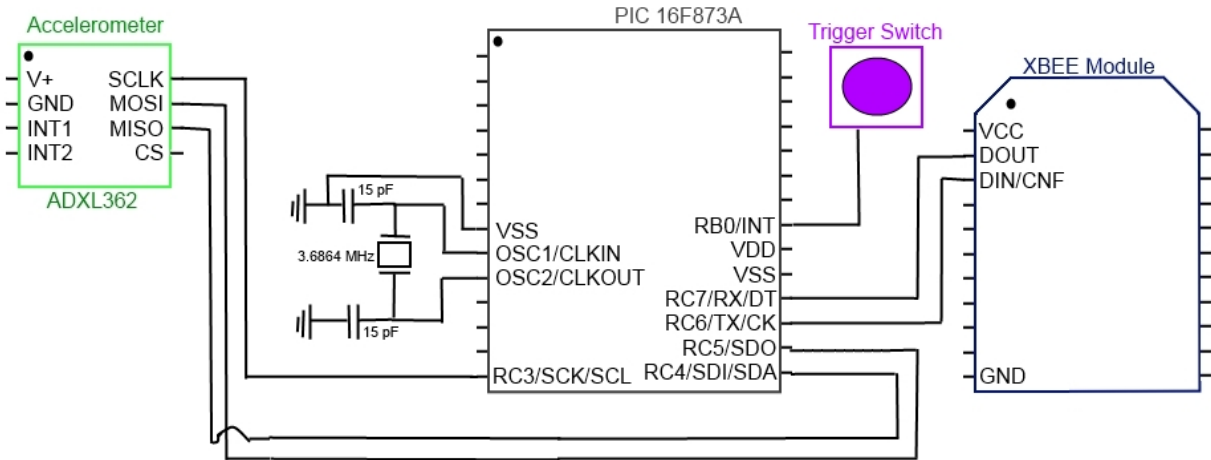 PIC 16F873A
Accelerometer
Trigger Switch
XBEE Module
V+ SCLK
GND MOSI
INT1 MISO
INT2 CS
ADXL362
15 pF
3.6864 MHz
15 pF
VSS
OSC1/CLKIN
OSC2/CLKOUT
RC3/SCK/SCL
RB0/INT
VDD
VSS
RC7/RX/DT
RC6/TX/CK
RC5/SDO
RC4/SDI/SDA
VCC
DOUT
DIN/CNF
GND